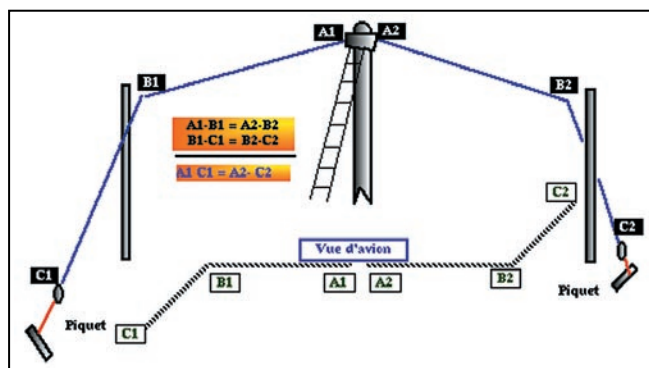 A1 A2
B1
B2
A1-B1 = A2-B2
B1-C1 = B2-C2
A1 C1 = A2- C2
C2
C2
Vue d'avion
C1
B1 A1 A2 B2
Piquet
Piquet
C1